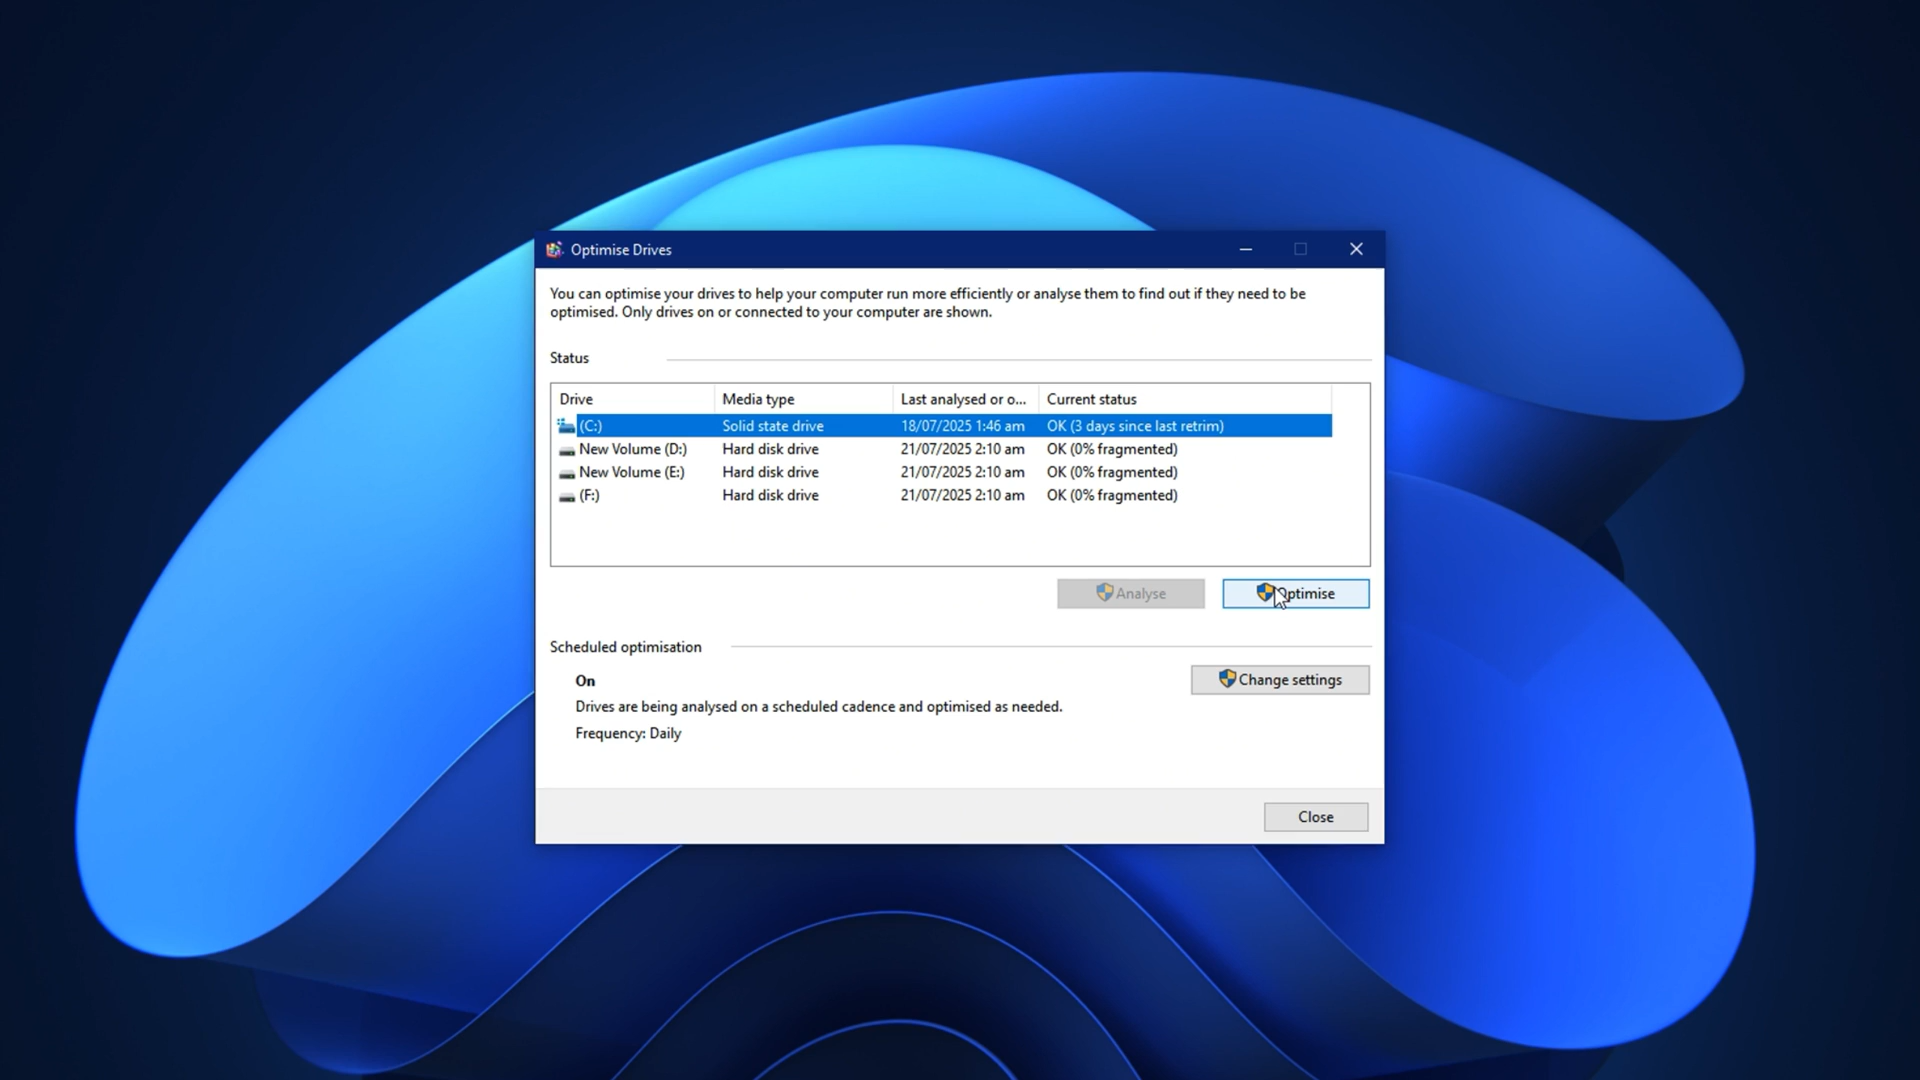 Optimise Drives
You can optimise your drives to help your computer run more efficiently or analyse them to find out if they need to be
optimised. Only drives on or connected to your computer are shown.
Status
Drive Media type Last analysed or o... Current status
(C:) Solid state drive 18/07/2025 1:46 am OK (3 days since last retrim)
New Volume (D:) Hard disk drive 21/07/2025 2:10 am OK (0% fragmented)
New Volume (E:) Hard disk drive 21/07/2025 2:10 am OK (0% fragmented)
(F:) Hard disk drive 21/07/2025 2:10 am OK (0% fragmented)
Analyse Optimise
Scheduled optimisation
On
Change settings
Drives are being analysed on a scheduled cadence and optimised as needed.
Frequency: Daily
Close